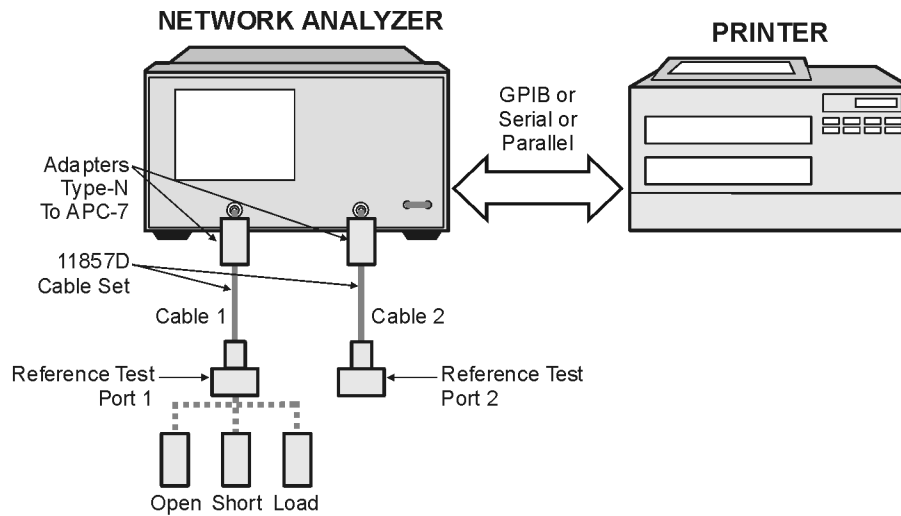 NETWORK ANALYZER
PRINTER
GPIB or
Serial or
Parallel
Adapters
Type-N
To APC-7
11857D
Cable Set
Cable 1
Cable 2
Reference Test
Port 1
Reference Test
Port 2
Open
Short
Load